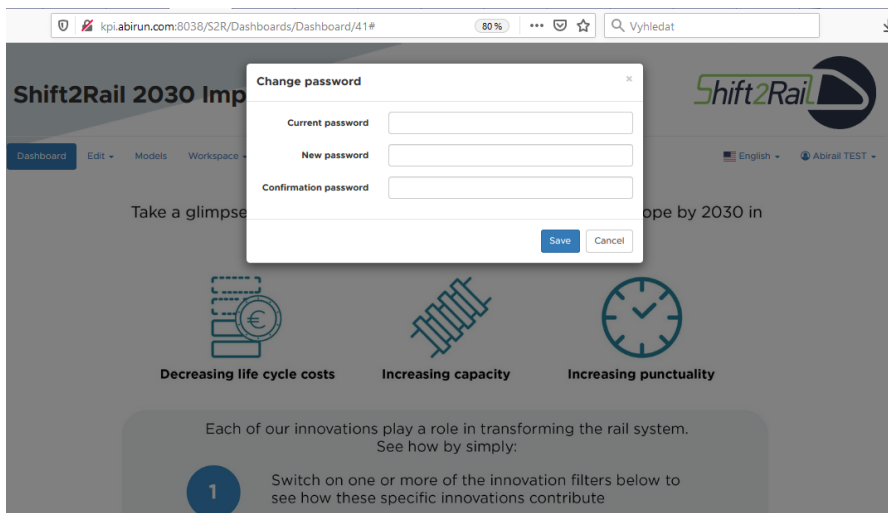 kpi.abirun.com:8038/S2R/Dashboards/Dashboard/41#
80 %
Vyhledat
Change password
×
Shift2Rail 2030 Imp
Shift2Rail
Current password
New password
Confirmation password
Dashboard Edit Models Workspace
English Abirail TEST
Take a glimpse
ope by 2030 in
Save Cancel
€
Decreasing life cycle costs Increasing capacity Increasing punctuality
Each of our innovations play a role in transforming the rail system.
See how by simply:
1
Switch on one or more of the innovation filters below to
see how these specific innovations contribute